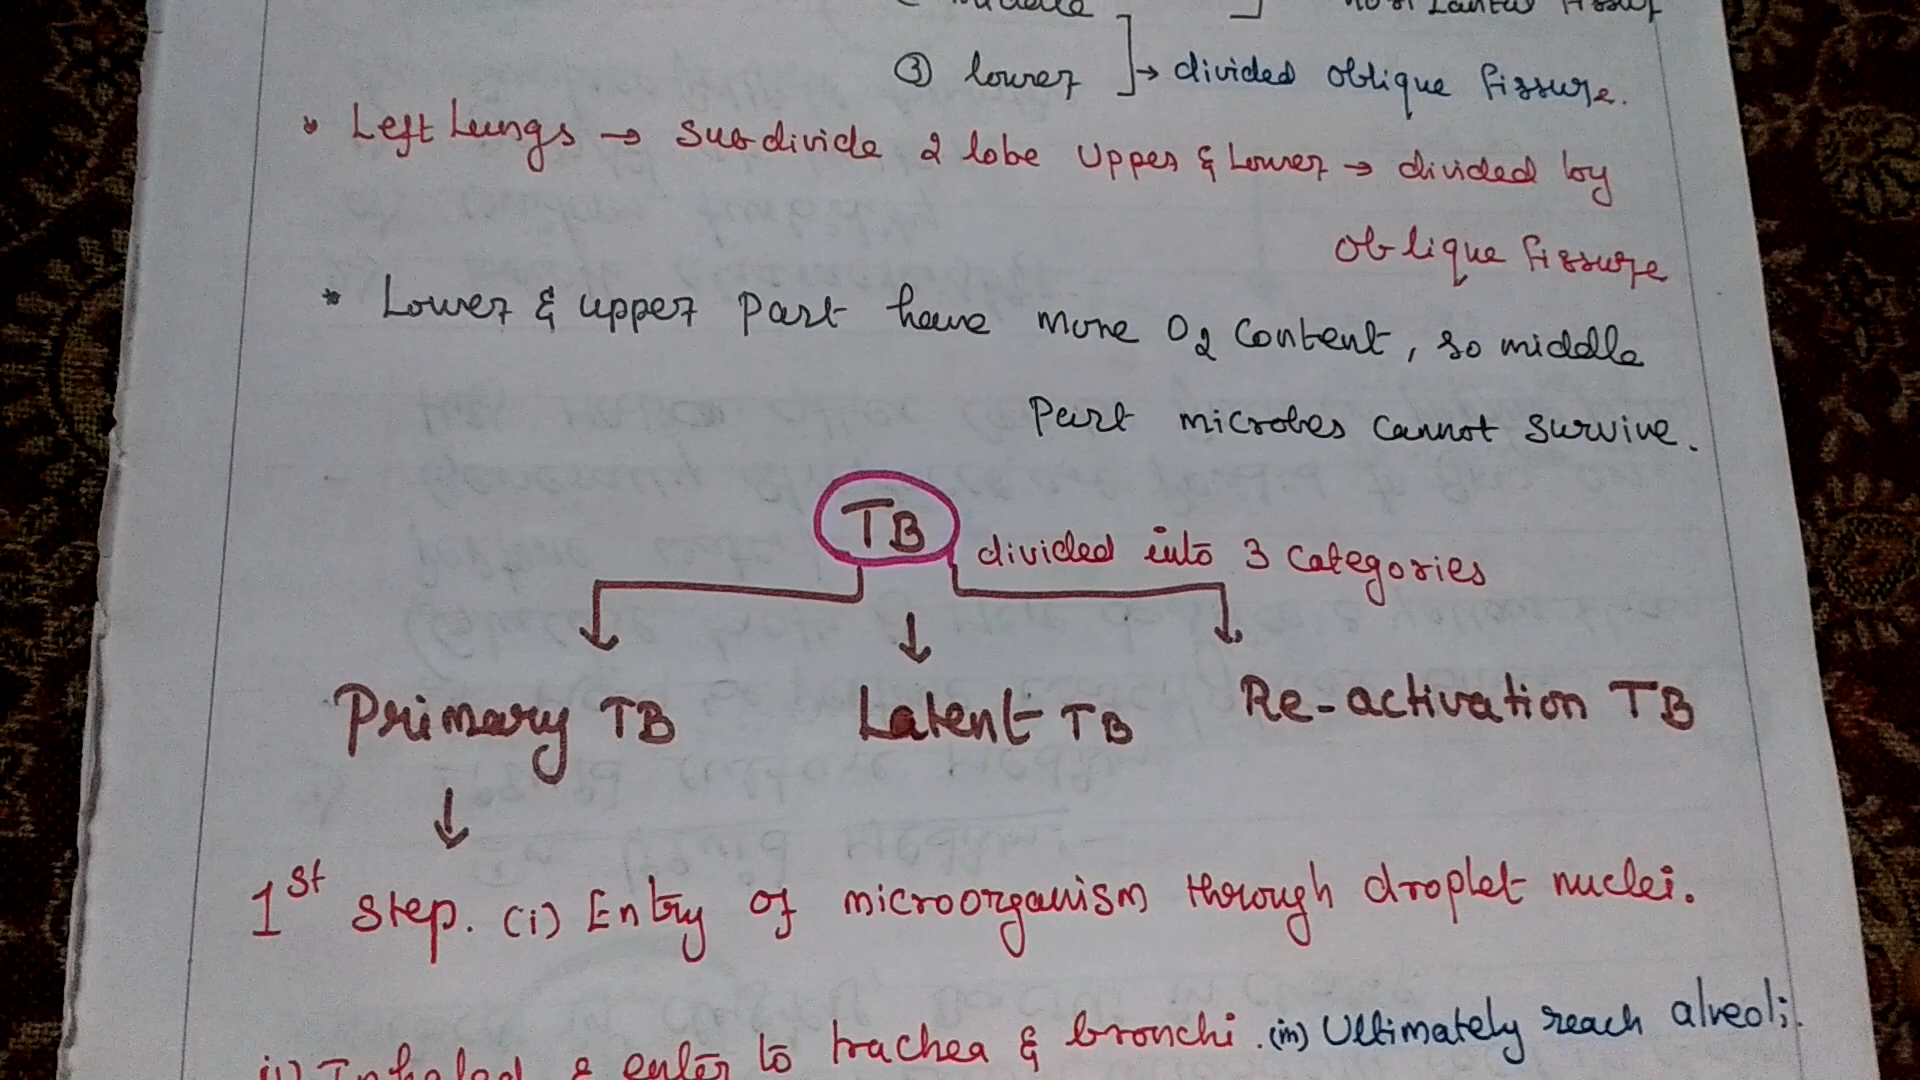 ③ lower ]→ divided oblique fissure.
* Left Lungs → Subdivide 2 lobe Upper & Lower → divided by
oblique fissure
* Lower & upper part have more O2 content, so middle
part microbes cannot survive.
TB
divided into 3 categories
Primary TB Latent TB Re-activation TB
1st step. (i) Entry of microorganism through droplet nuclei.
ii) Inhaled & enter to trachea & bronchi. (iii) Ultimately reach alveoli.